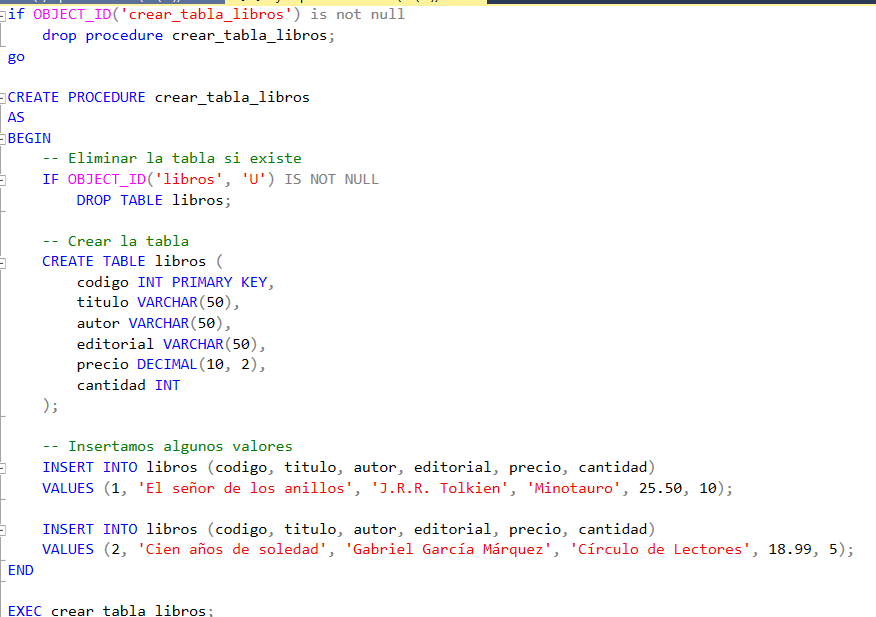 if OBJECT_ID('crear_tabla_libros') is not null
    drop procedure crear_tabla_libros;
go

CREATE PROCEDURE crear_tabla_libros
AS
BEGIN
    -- Eliminar la tabla si existe
    IF OBJECT_ID('libros', 'U') IS NOT NULL
        DROP TABLE libros;

    -- Crear la tabla
    CREATE TABLE libros (
        codigo INT PRIMARY KEY,
        titulo VARCHAR(50),
        autor VARCHAR(50),
        editorial VARCHAR(50),
        precio DECIMAL(10, 2),
        cantidad INT
    );

    -- Insertamos algunos valores
    INSERT INTO libros (codigo, titulo, autor, editorial, precio, cantidad)
    VALUES (1, 'El señor de los anillos', 'J.R.R. Tolkien', 'Minotauro', 25.50, 10);

    INSERT INTO libros (codigo, titulo, autor, editorial, precio, cantidad)
    VALUES (2, 'Cien años de soledad', 'Gabriel García Márquez', 'Círculo de Lectores', 18.99, 5);
END

EXEC crear_tabla_libros;